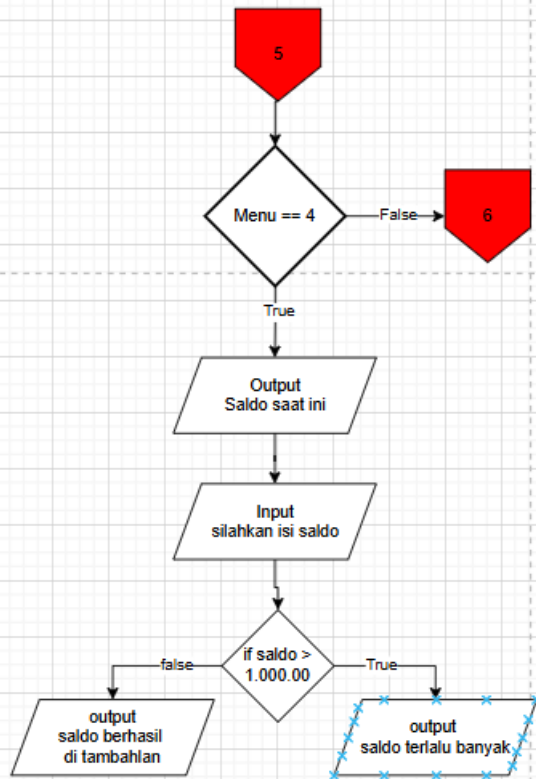 5
Menu == 4
False
6
True
Output
Saldo saat ini
Input
silahkan isi saldo
if saldo >
1.000.00
false
True
output
saldo berhasil
di tambahlan
output
saldo terlalu banyak